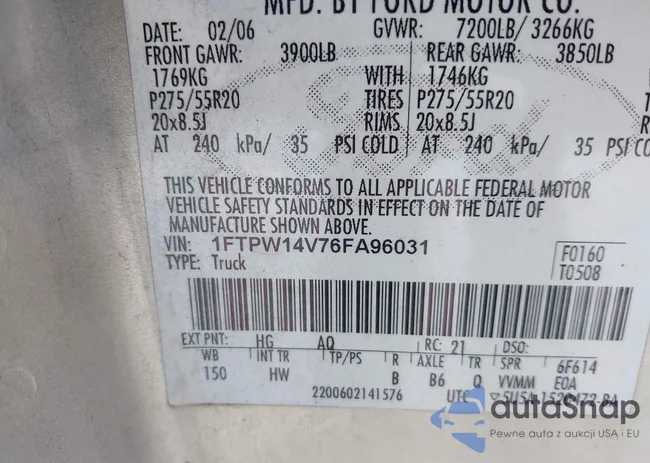 MFD. BY FORD MOTOR CO.
DATE: 02/06 GVWR: 7200LB/ 3266KG
FRONT GAWR: 3900LB REAR GAWR: 3850LB
1769KG WITH 1746KG
P275/55R20 TIRES P275/55R20
20x8.5J RIMS 20x8.5J
AT 240 kPa/ 35 PSI COLD AT 240 kPa/ 35 PSI CO
THIS VEHICLE CONFORMS TO ALL APPLICABLE FEDERAL MOTOR
VEHICLE SAFETY STANDARDS IN EFFECT ON THE DATE OF
MANUFACTURE SHOWN ABOVE.
VIN: 1FTPW14V76FA96031 F0160
TYPE: Truck T0508
EXT PNT: HG AQ RC: 21 DSO:
WB INT TR TP/PS R AXLE TR SPR 6F614
150 HW B B6 Q VVMM EOA
2200602141576 UTC
autoSnap
Pewne auta z aukcji USA i EU